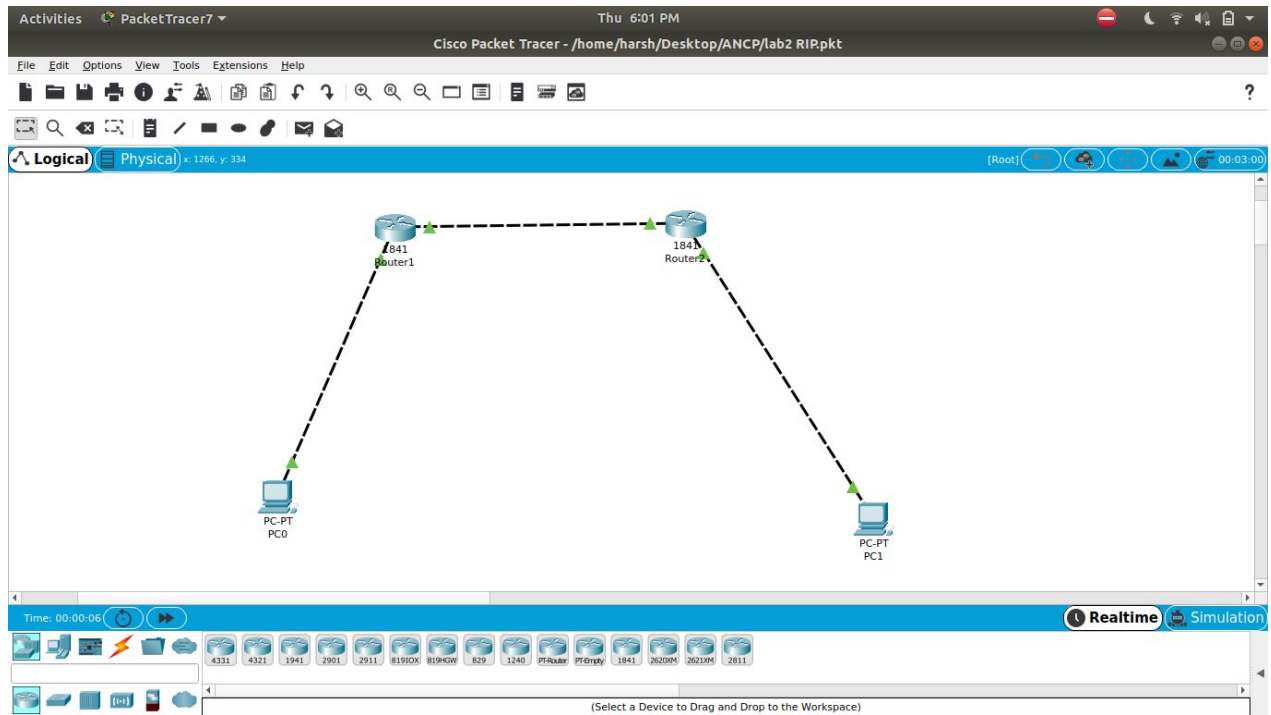 Activities PacketTracer7 Thu 6:01 PM
Cisco Packet Tracer - /home/harsh/Desktop/ANCP/lab2 RIP.pkt
File Edit Options View Tools Extensions Help
?
Logical Physical x: 1266, y: 334 [Root] 00:03:00
1841
Router1
1841
Router2
PC-PT
PC0
PC-PT
PC1
Time: 00:00:06 Realtime Simulation
4331 4321 1941 2901 2911 819IOX 819HGW 829 1240 PT-Router PT-Empty 1841 2620XM 2621XM 2811
(Select a Device to Drag and Drop to the Workspace)